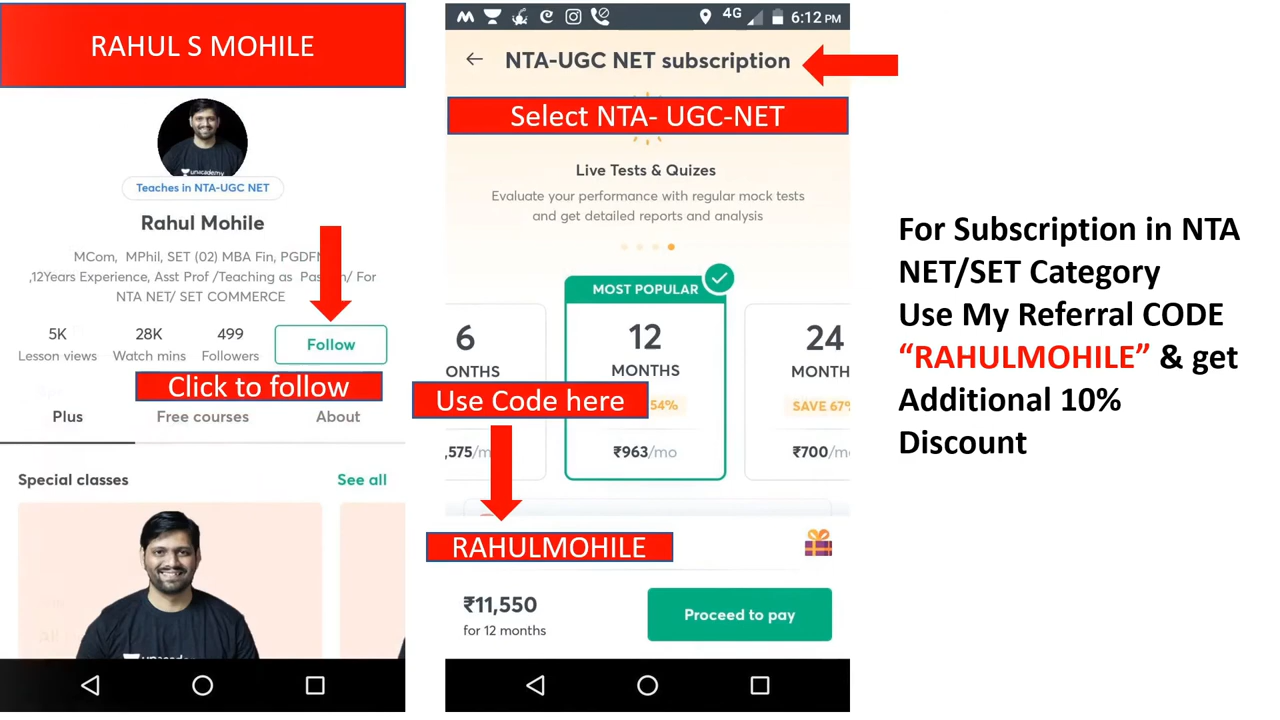 RAHUL S MOHILE
unacademy
Teaches in NTA-UGC NET
Rahul Mohile
MCom, MPhil, SET (02) MBA Fin, PGDFM
,12Years Experience, Asst Prof /Teaching as Pas n/ For
NTA NET/ SET COMMERCE
5K
Lesson views
28K
Watch mins
499
Followers
Follow
Click to follow
Plus
Free courses
About
Special classes
See all
4G
6:12 PM
NTA-UGC NET subscription
Select NTA- UGC-NET
Live Tests & Quizes
Evaluate your performance with regular mock tests
and get detailed reports and analysis
6
ONTHS
,575/m
MOST POPULAR
12
MONTHS
54%
₹963/mo
24
MONTH
SAVE 67%
₹700/m
Use Code here
RAHULMOHILE
₹11,550
for 12 months
Proceed to pay
For Subscription in NTA
NET/SET Category
Use My Referral CODE
“RAHULMOHILE” & get
Additional 10%
Discount